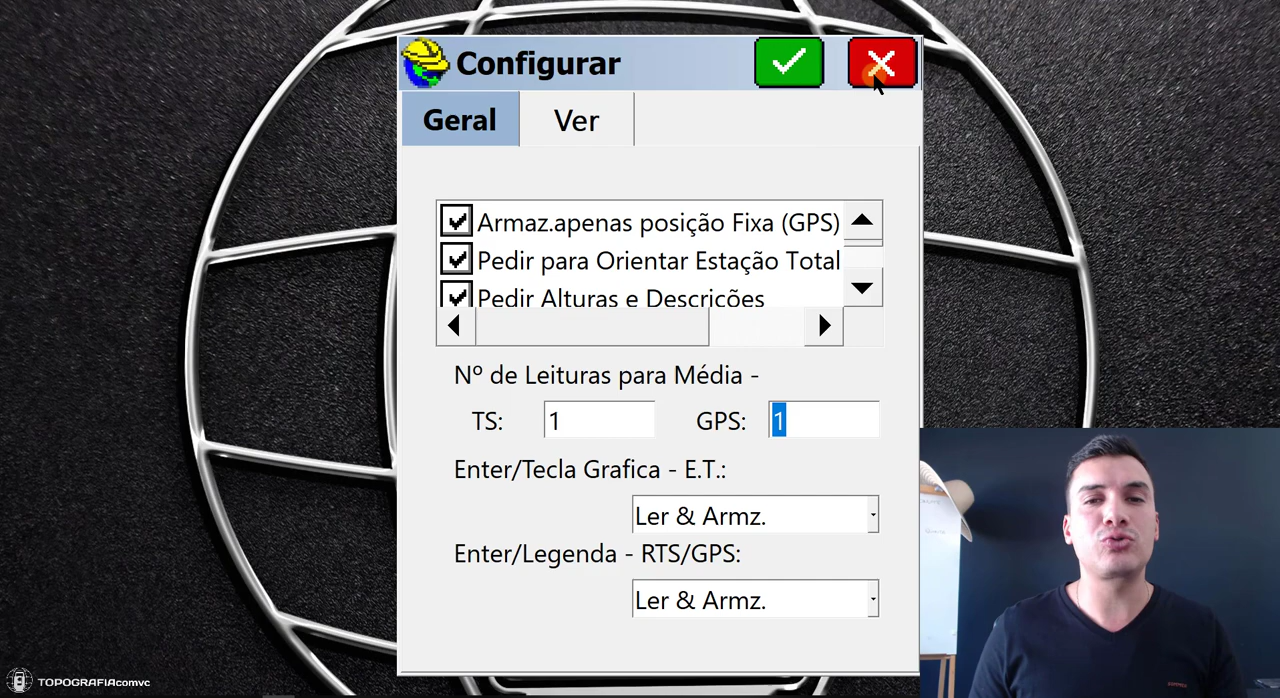 Configurar
Geral Ver
Armaz.apenas posição Fixa (GPS)
Pedir para Orientar Estação Total
Pedir Alturas e Descrições
Nº de Leituras para Média -
TS: 1 GPS: 1
Enter/Tecla Grafica - E.T.:
Ler & Armz.
Enter/Legenda - RTS/GPS:
Ler & Armz.
TOPOGRAFIAcomvc